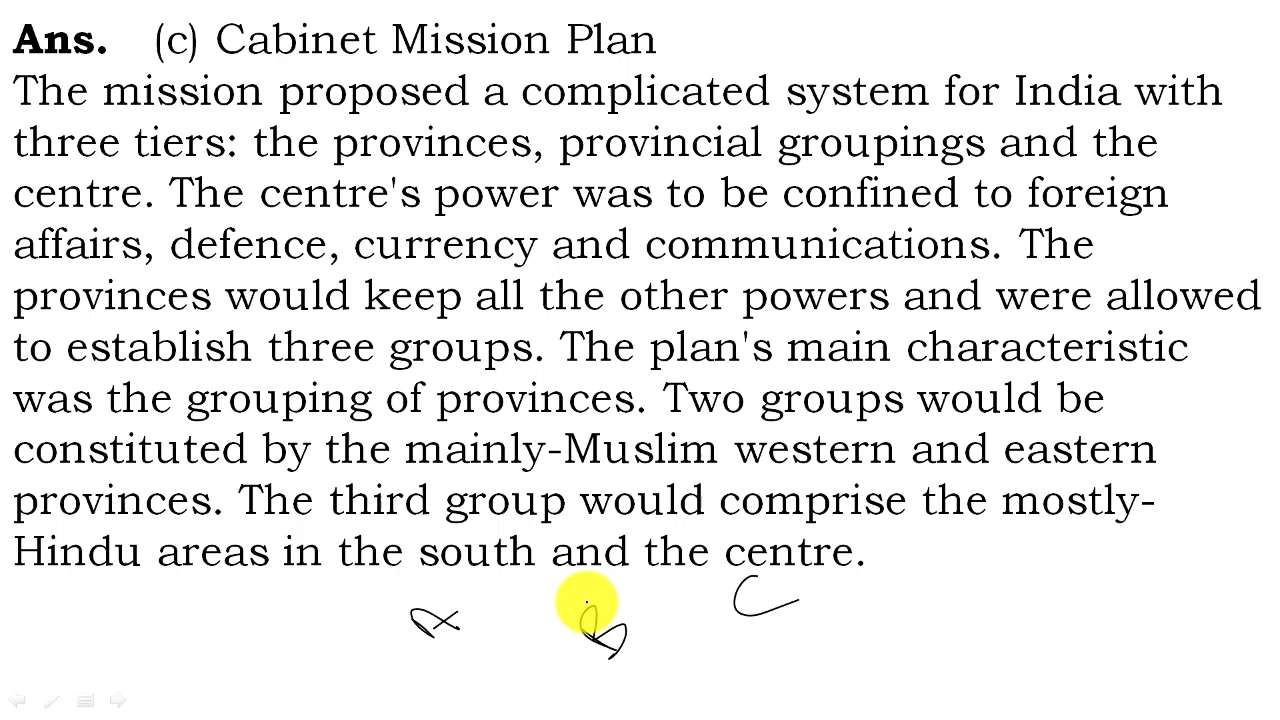 Ans. (c) Cabinet Mission Plan
The mission proposed a complicated system for India with
three tiers: the provinces, provincial groupings and the
centre. The centre's power was to be confined to foreign
affairs, defence, currency and communications. The
provinces would keep all the other powers and were allowed
to establish three groups. The plan's main characteristic
was the grouping of provinces. Two groups would be
constituted by the mainly-Muslim western and eastern
provinces. The third group would comprise the mostly-
Hindu areas in the south and the centre.
A B C